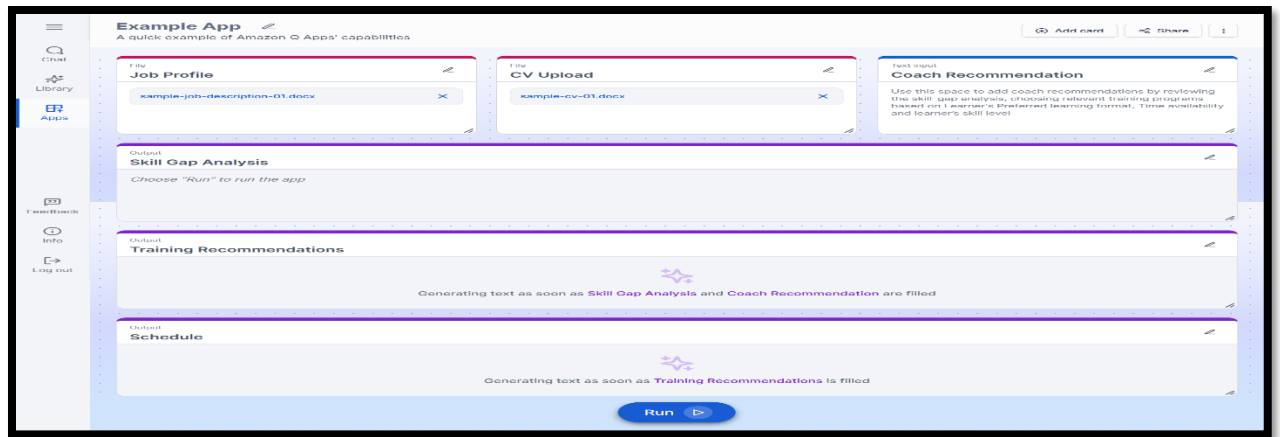 Example App
A quick example of Amazon Q Apps' capabilities
Add card
Share
Chat
Library
Apps
Feedback
Info
Log out
File
Job Profile
sample-job-description-01.docx
File
CV Upload
sample-cv-01.docx
Text input
Coach Recommendation
Use this space to add coach recommendations by reviewing
the skill gap analysis, choosing relevant training programs
based on Learner's Preferred learning format, Time availability
and learner's skill level
Output
Skill Gap Analysis
Choose "Run" to run the app
Output
Training Recommendations
Generating text as soon as Skill Gap Analysis and Coach Recommendation are filled
Output
Schedule
Generating text as soon as Training Recommendations is filled
Run